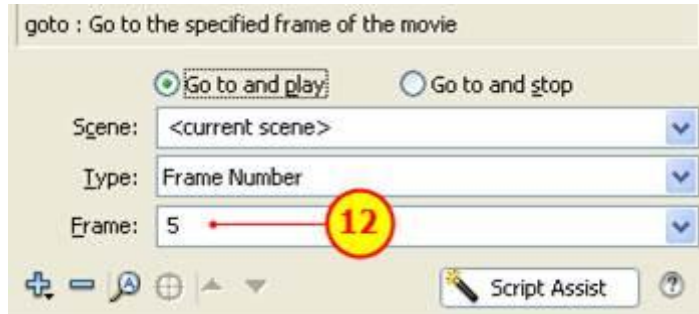 goto : Go to the specified frame of the movie
Go to and play Go to and stop
Scene: <current scene>
Type: Frame Number
Frame: 5 12
Script Assist ?